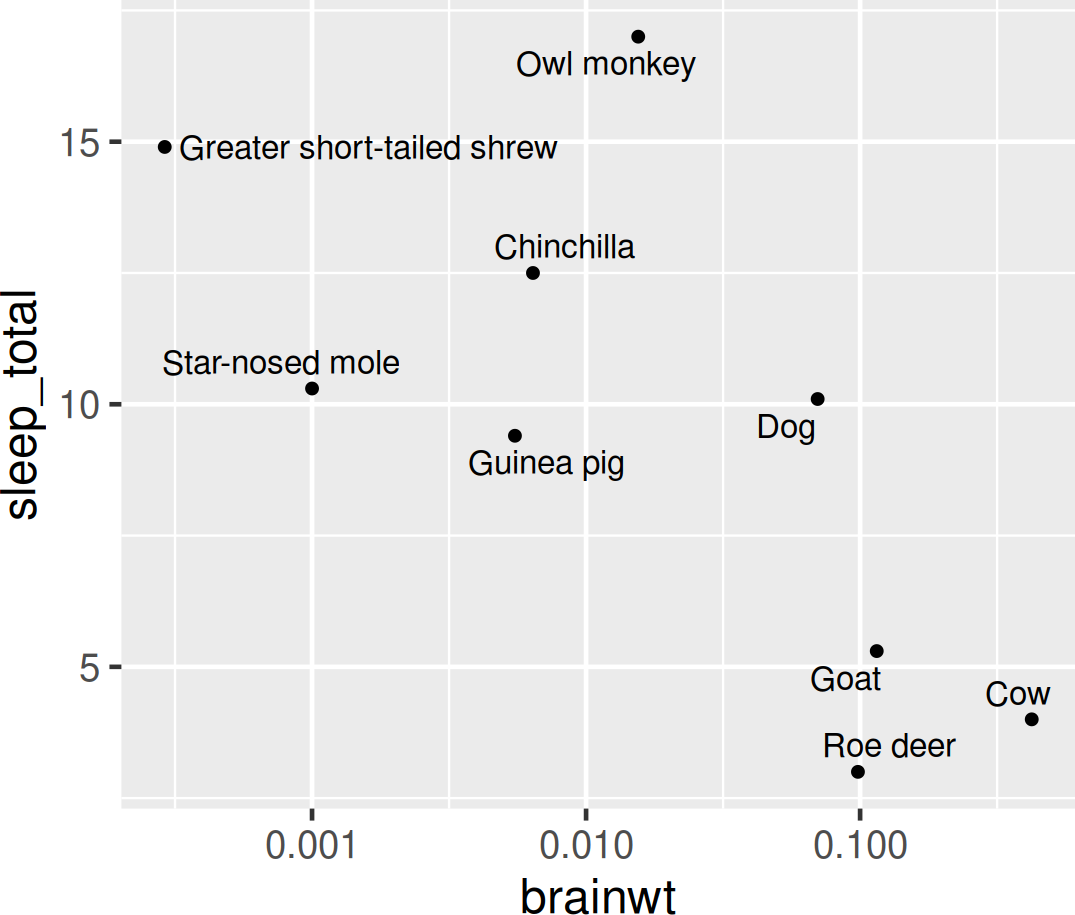 Owl monkey
15
Greater short-tailed shrew
Chinchilla
Star-nosed mole
10
Dog
Guinea pig
sleep_total
5
Goat
Cow
Roe deer
0.001
0.010
0.100
brainwt